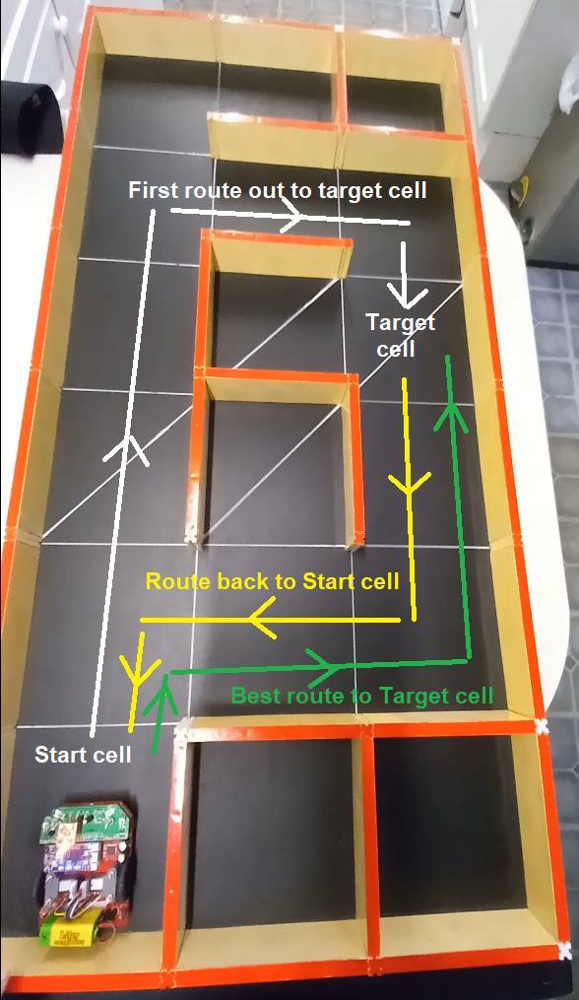 First route out to target cell
Target
cell
Route back to Start cell
Best route to Target cell
Start cell